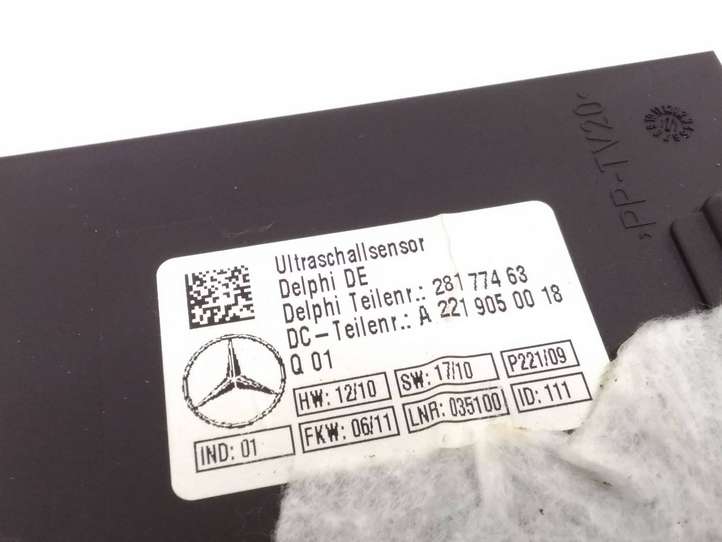 >PP-TV20<
Ultraschallsensor
Delphi DE
Delphi Teilenr.: 281 774 63
DC-Teilenr.: A 221 905 00 18
Q 01
HW: 12/10 SW: 17/10 P221/09
IND: 01 FKW: 06/11 LNR: 035100 ID: 111